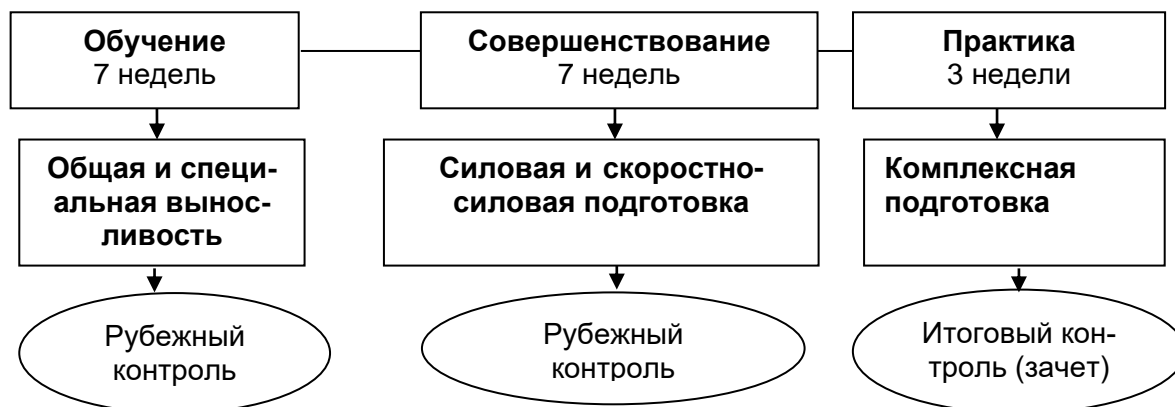 Обучение
7 недель
Совершенствование
7 недель
Практика
3 недели
Общая и специ-
альная вынос-
ливость
Силовая и скоростно-
силовая подготовка
Комплексная
подготовка
Рубежный
контроль
Рубежный
контроль
Итоговый кон-
троль (зачет)